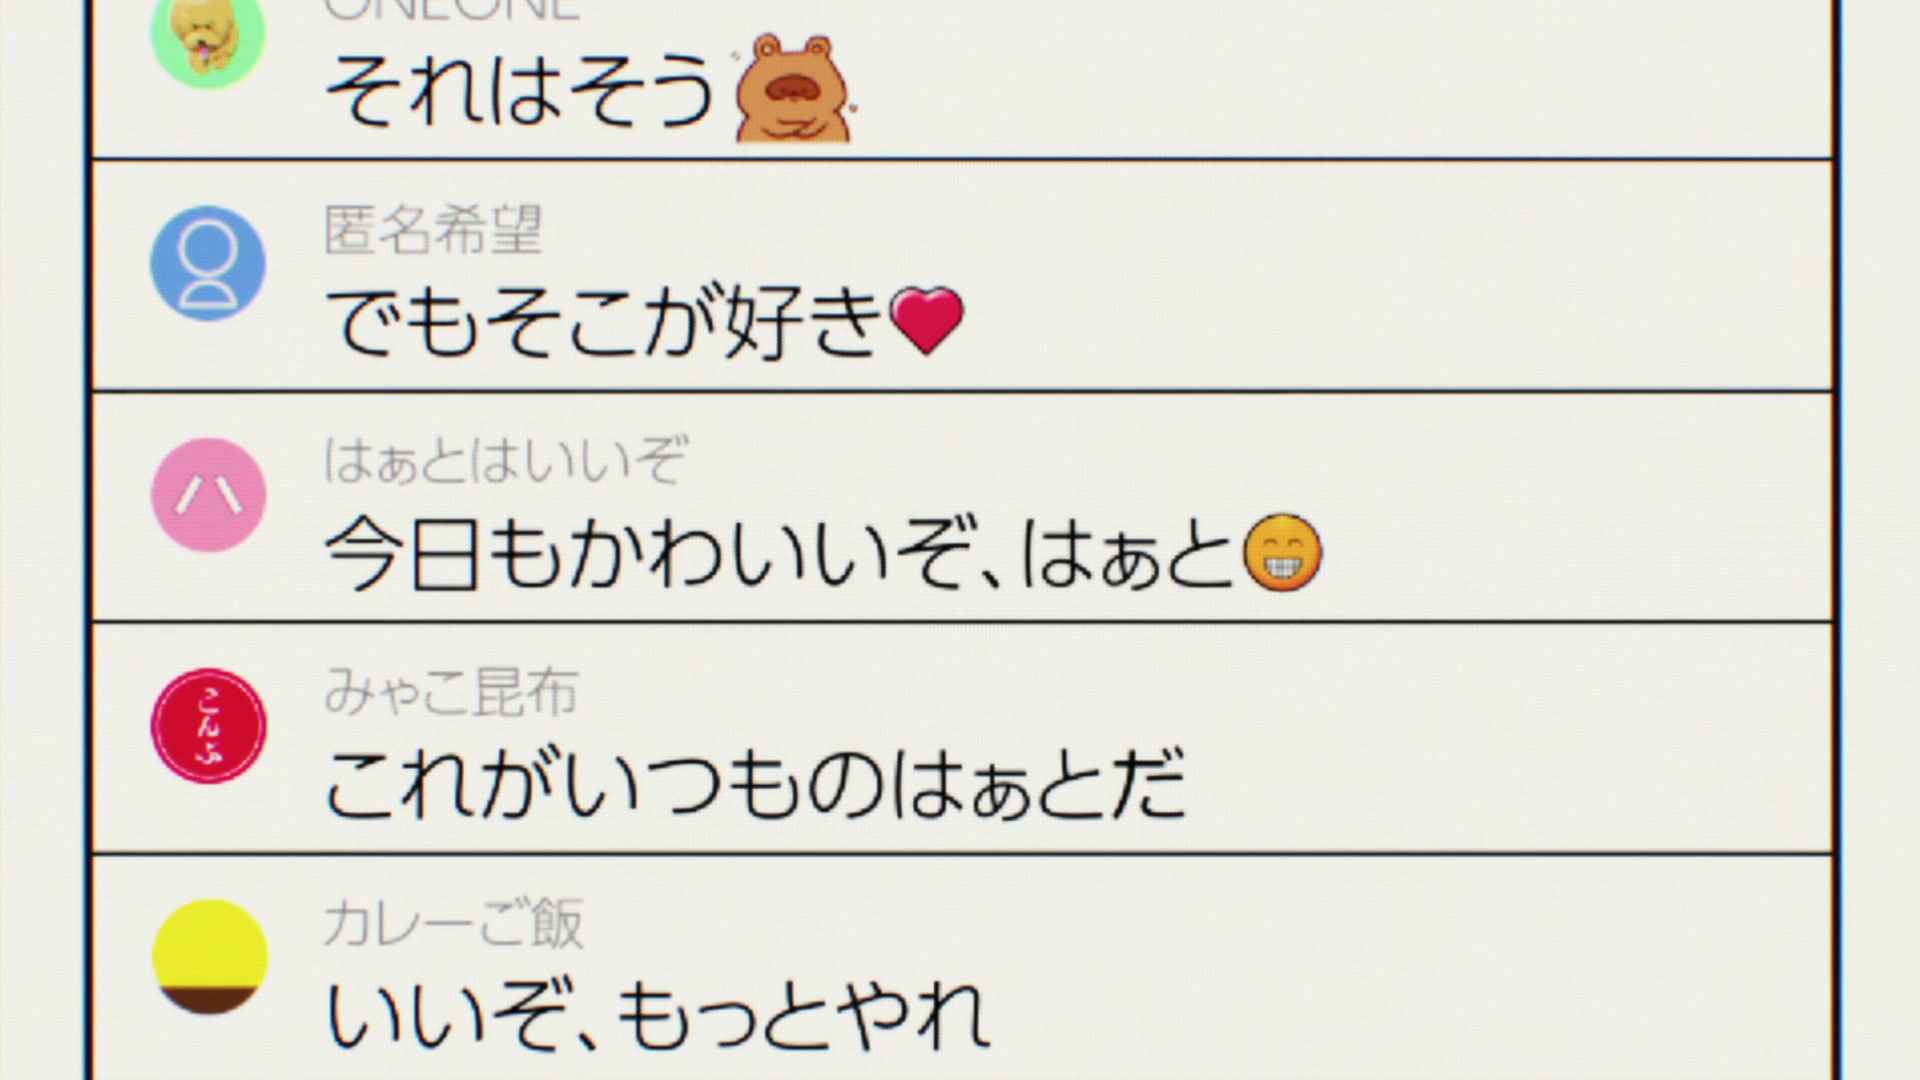 ONEONE
それはそう
匿名希望
でもそこが好き
はぁとはいいぞ
ハ
今日もかわいいぞ、はぁと
みゃこ昆布
こんぶ
これがいつものはぁとだ
カレーご飯
いいぞ、もっとやれ